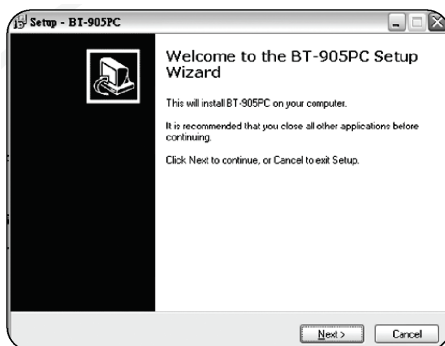 Setup - BT-905PC
Welcome to the BT-905PC Setup
Wizard
This will install BT-905PC on your computer.
It is recommended that you close all other applications before
continuing.
Click Next to continue, or Cancel to exit Setup.
Next >
Cancel